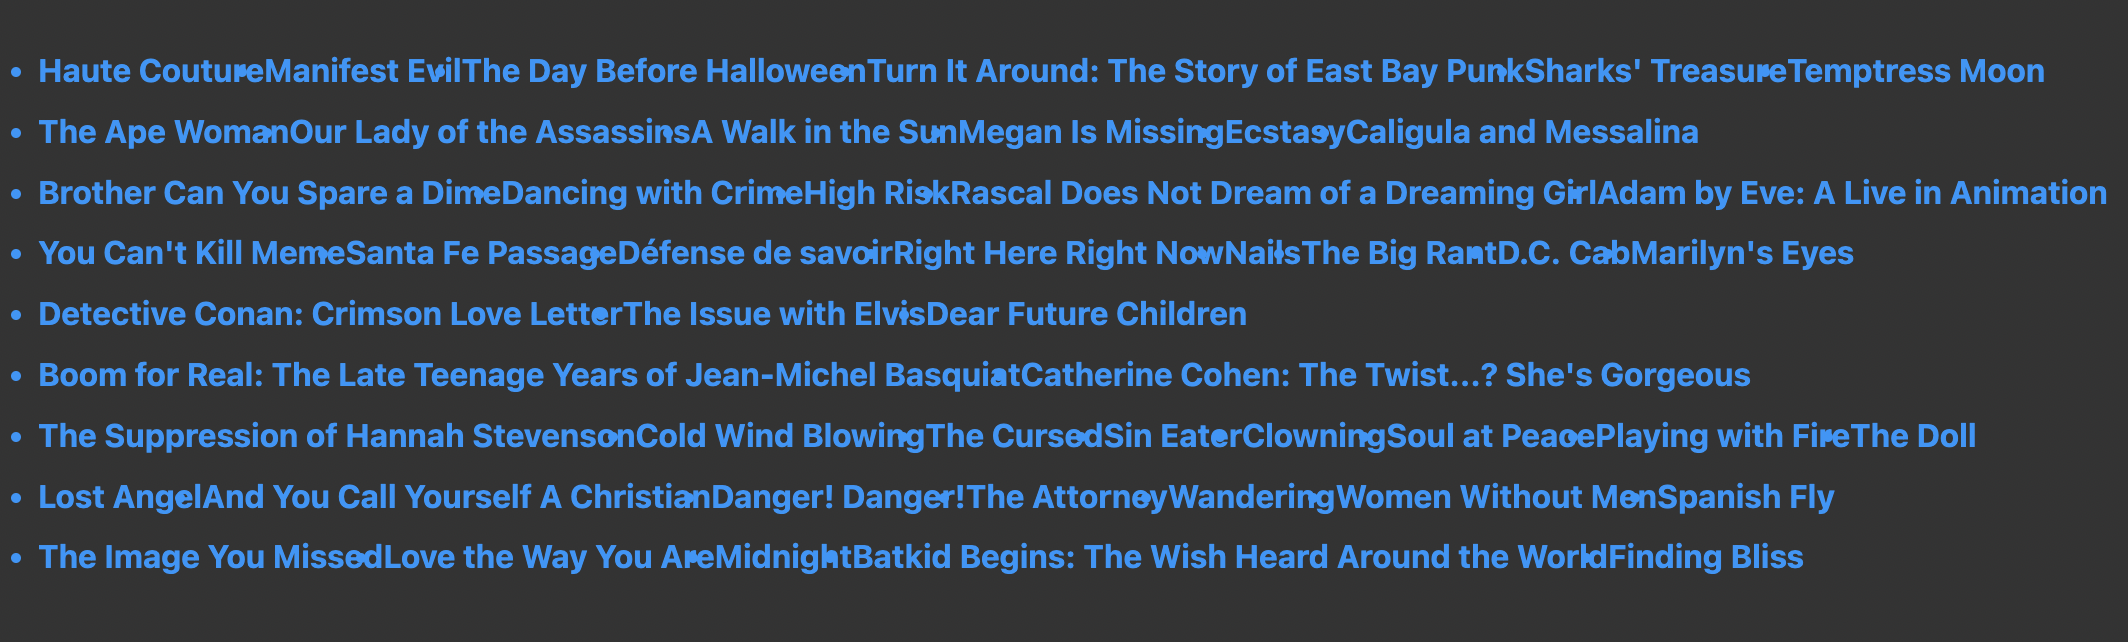 • Haute CoutureManifest EvilThe Day Before HalloweenTurn It Around: The Story of East Bay PunkSharks' TreasureTemptress Moon
• The Ape WomanOur Lady of the AssassinsA Walk in the SunMegan Is MissingEcstasyCaligula and Messalina
• Brother Can You Spare a DimeDancing with CrimeHigh RiskRascal Does Not Dream of a Dreaming GirlAdam by Eve: A Live in Animation
• You Can't Kill MemeSanta Fe PassageDéfense de savoirRight Here Right NowNailsThe Big RantD.C. CabMarilyn's Eyes
• Detective Conan: Crimson Love LetterThe Issue with ElvisDear Future Children
• Boom for Real: The Late Teenage Years of Jean-Michel BasquiatCatherine Cohen: The Twist...? She's Gorgeous
• The Suppression of Hannah StevensonCold Wind BlowingThe CursedSin EaterClowningSoul at PeacePlaying with FireThe Doll
• Lost AngelAnd You Call Yourself A ChristianDanger! Danger!The AttorneyWanderingWomen Without MenSpanish Fly
• The Image You MissedLove the Way You AreMidnightBatkid Begins: The Wish Heard Around the WorldFinding Bliss